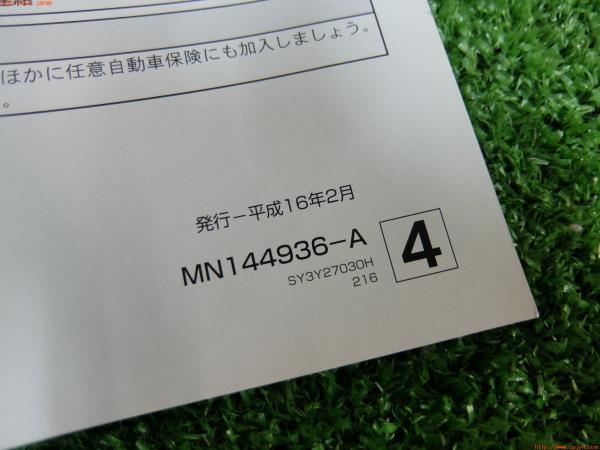 JAPAN
ほかに任意自動車保険にも加入しましょう。
。
発行－平成16年2月
MN144936－A
4
SY3Y27030H
216